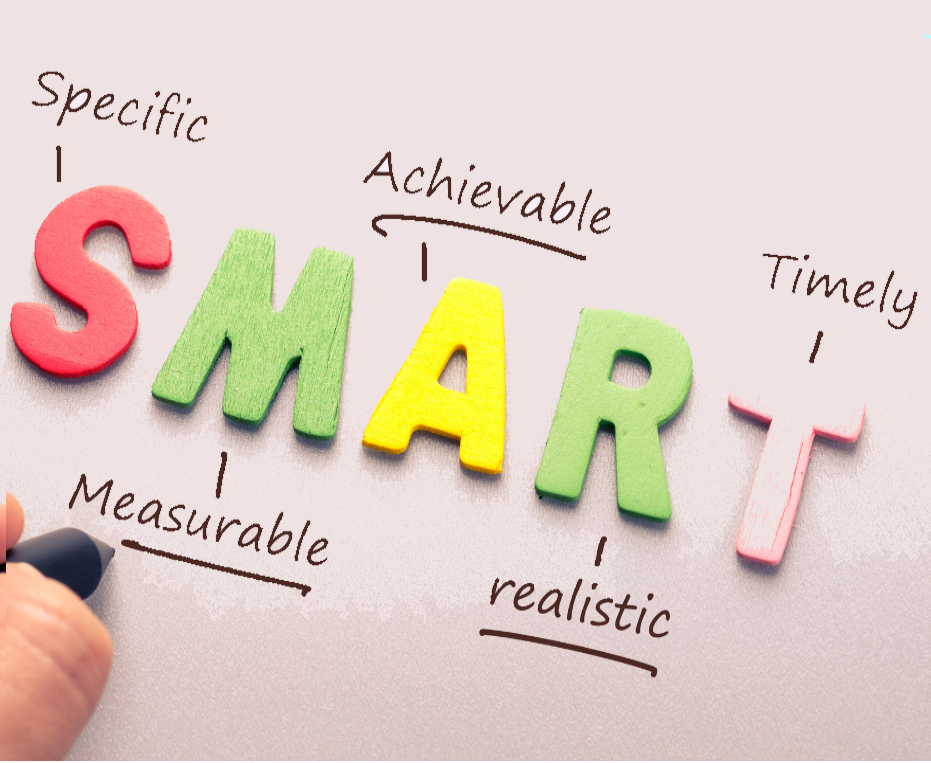 Specific
Achievable
Timely
SMART
Measurable
realistic